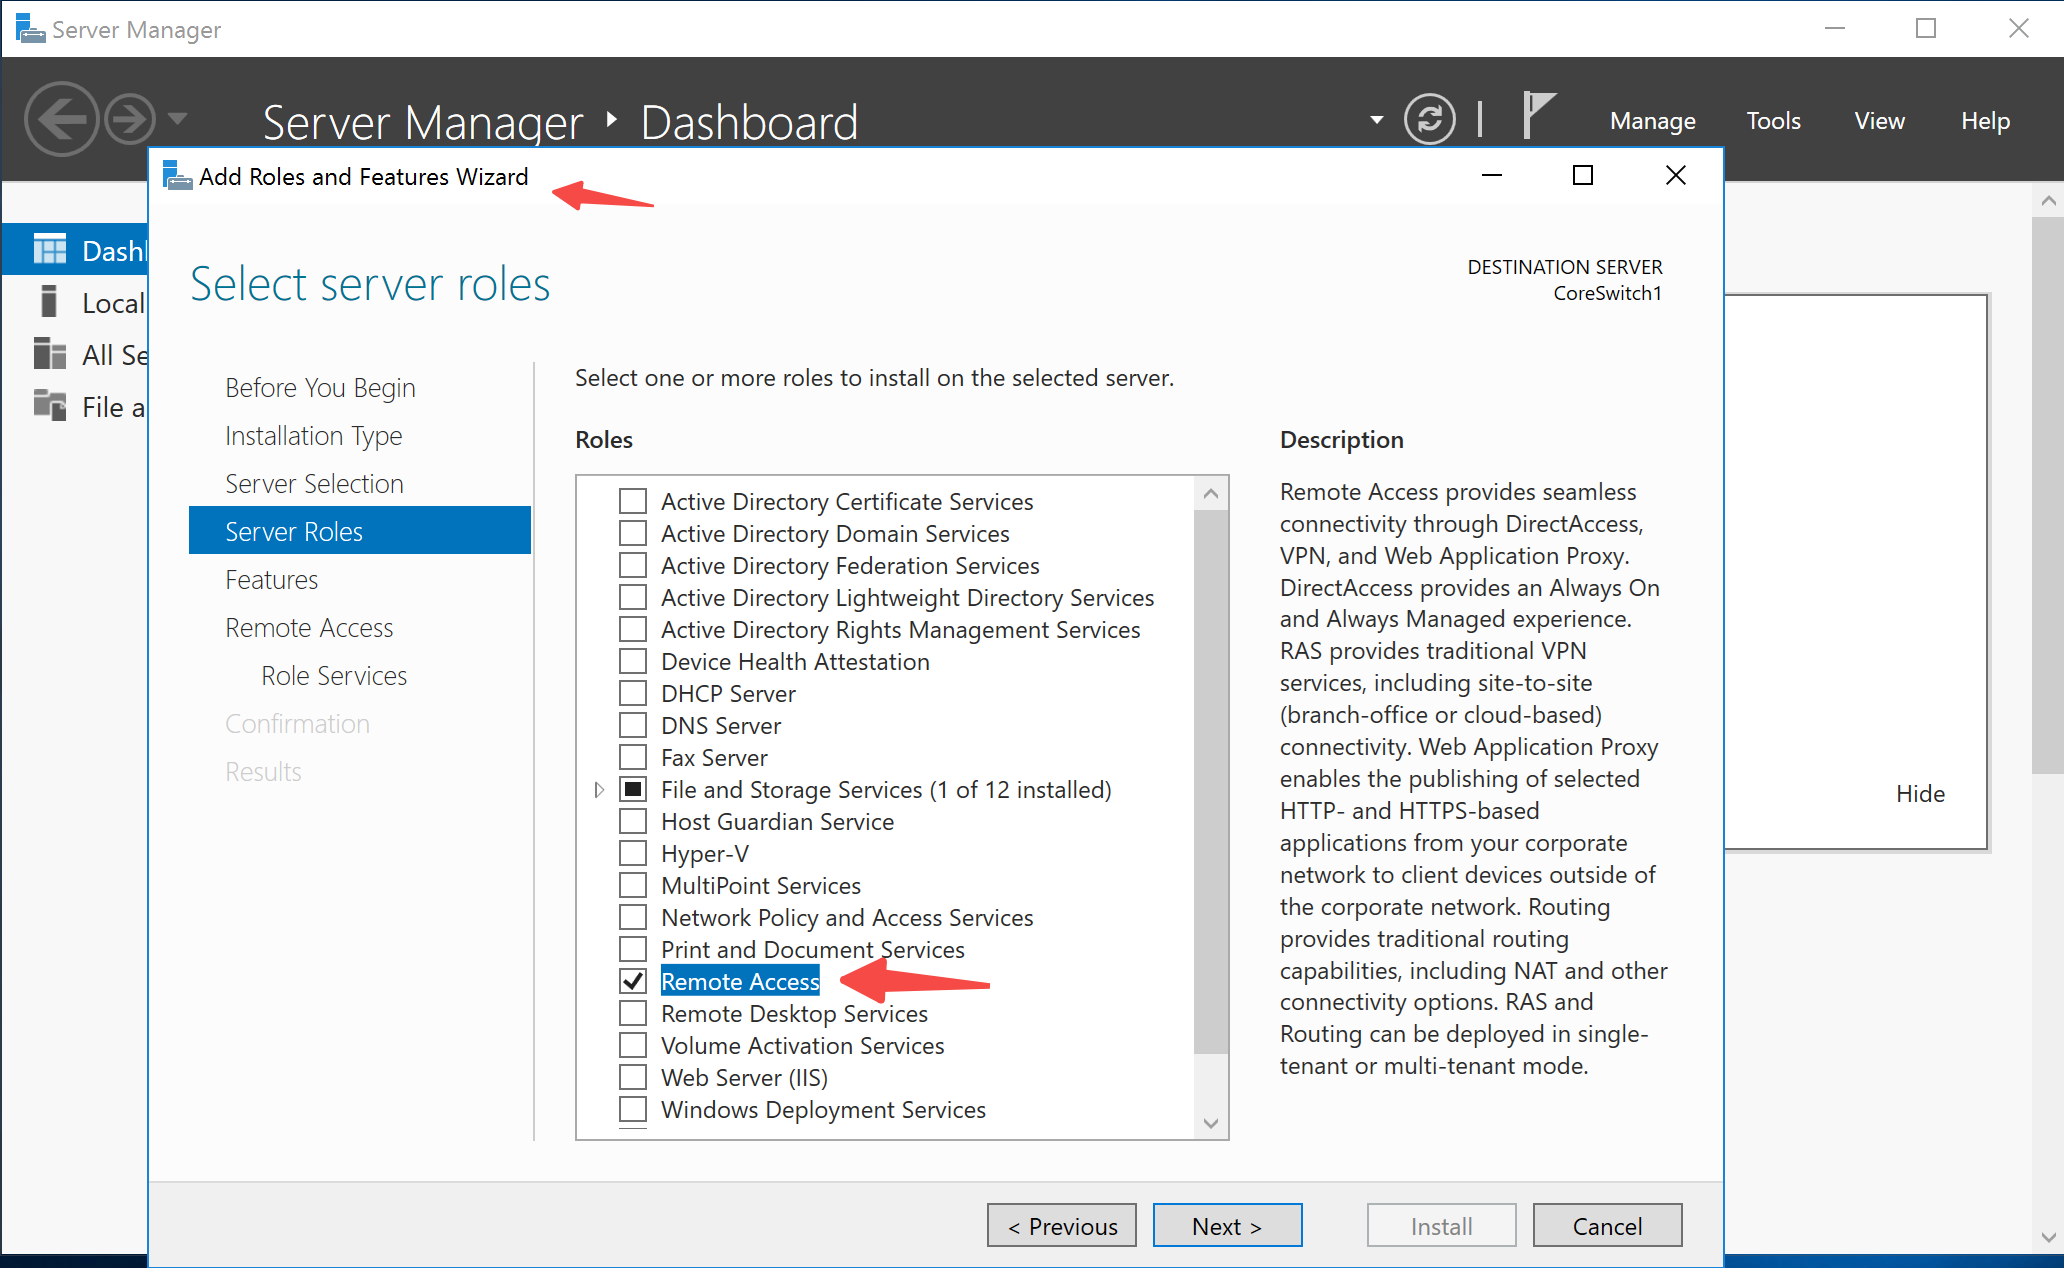 Server Manager
Server Manager Dashboard
Manage Tools View Help
Add Roles and Features Wizard
Dash
Local
All Se
File a
Select server roles
DESTINATION SERVER
CoreSwitch1
Before You Begin
Installation Type
Server Selection
Server Roles
Features
Remote Access
Role Services
Confirmation
Results
Select one or more roles to install on the selected server.
Roles
Active Directory Certificate Services
Active Directory Domain Services
Active Directory Federation Services
Active Directory Lightweight Directory Services
Active Directory Rights Management Services
Device Health Attestation
DHCP Server
DNS Server
Fax Server
File and Storage Services (1 of 12 installed)
Host Guardian Service
Hyper-V
MultiPoint Services
Network Policy and Access Services
Print and Document Services
Remote Access
Remote Desktop Services
Volume Activation Services
Web Server (IIS)
Windows Deployment Services
Description
Remote Access provides seamless
connectivity through DirectAccess,
VPN, and Web Application Proxy.
DirectAccess provides an Always On
and Always Managed experience.
RAS provides traditional VPN
services, including site-to-site
(branch-office or cloud-based)
connectivity. Web Application Proxy
enables the publishing of selected
HTTP- and HTTPS-based
applications from your corporate
network to client devices outside of
the corporate network. Routing
provides traditional routing
capabilities, including NAT and other
connectivity options. RAS and
Routing can be deployed in single-
tenant or multi-tenant mode.
Hide
< Previous
Next >
Install
Cancel